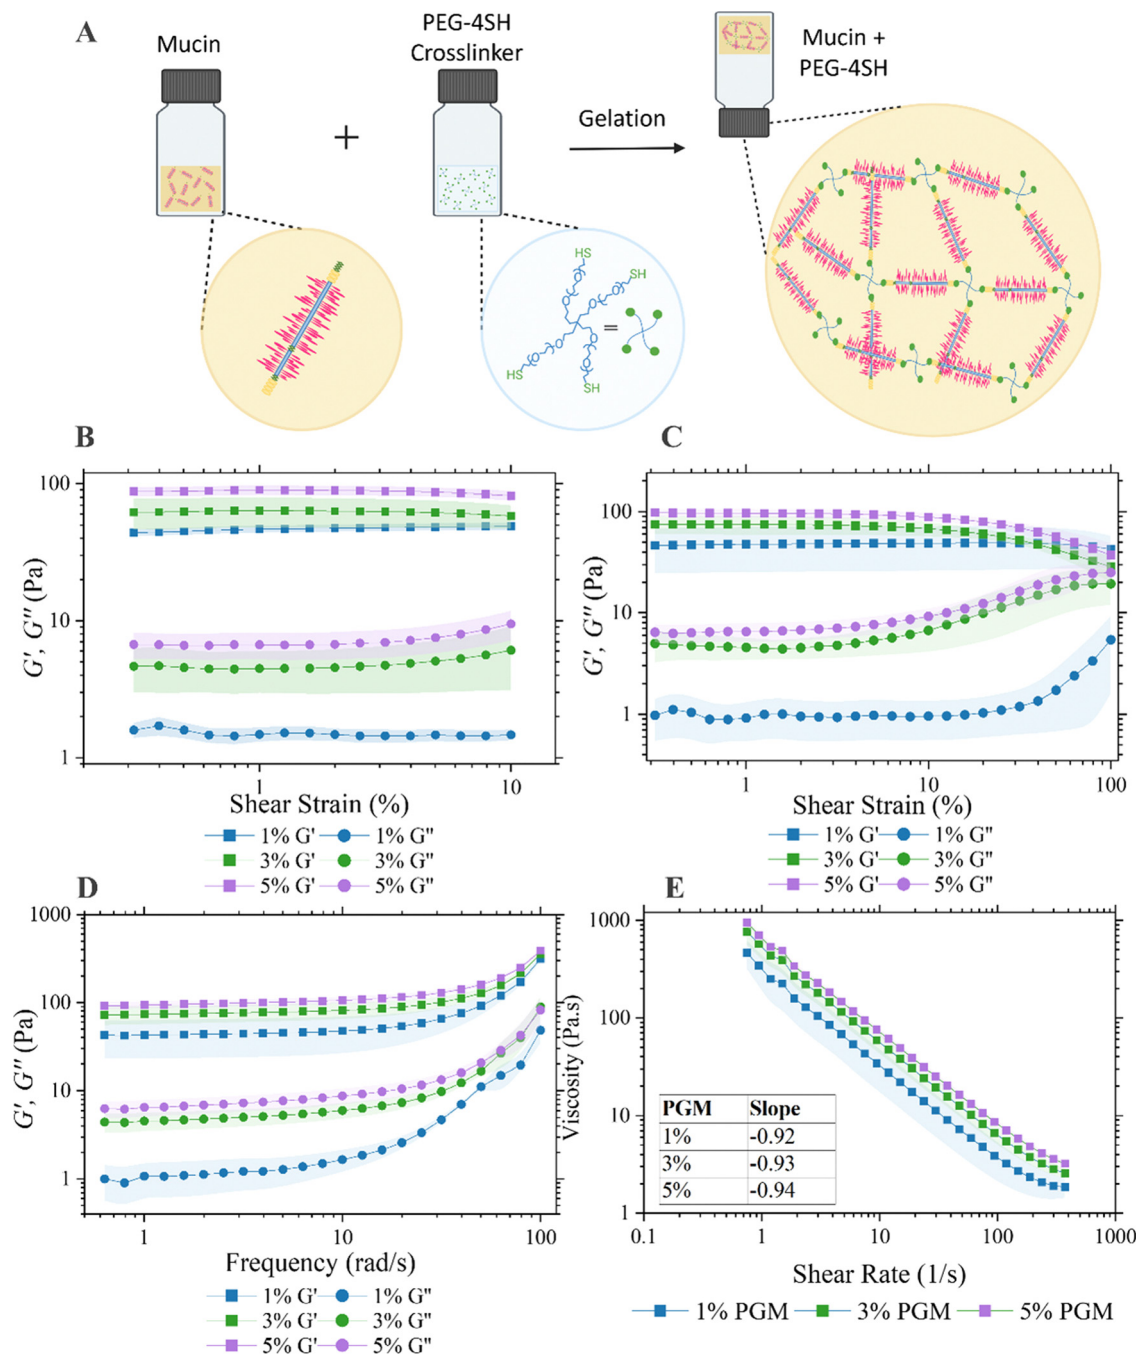 A
Mucin
+
PEG-4SH
Crosslinker
Gelation
Mucin +
PEG-4SH
HS
SH
O
O
O
O
=
HS
SH
B
C
100
10
1
G', G" (Pa)
1
10
Shear Strain (%)
1% G'
1% G"
3% G'
3% G"
5% G'
5% G"
100
10
1
G', G" (Pa)
1
10
100
Shear Strain (%)
1% G'
1% G"
3% G'
3% G"
5% G'
5% G"
D
E
1000
100
10
1
G', G" (Pa)
1
10
100
Frequency (rad/s)
1% G'
1% G"
3% G'
3% G"
5% G'
5% G"
1000
100
10
1
Viscosity (Pa.s)
PGM Slope
1% -0.92
3% -0.93
5% -0.94
0.1
1
10
100
1000
Shear Rate (1/s)
1% PGM
3% PGM
5% PGM